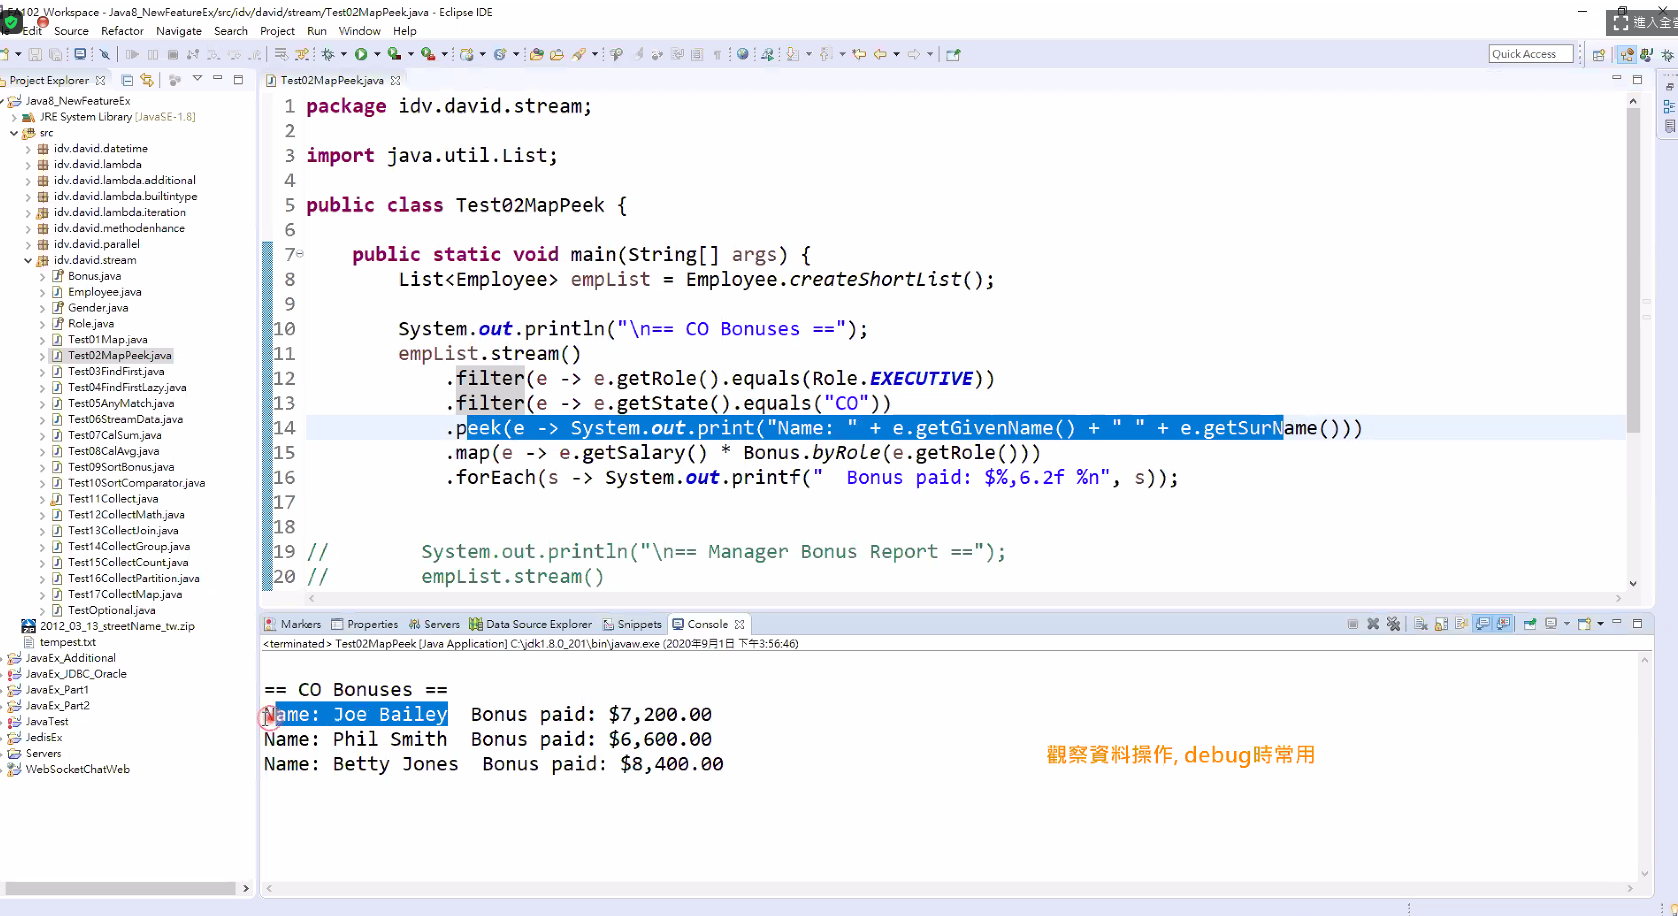 EA102_Workspace - Java8_NewFeatureEx/src/idv/david/stream/Test02MapPeek.java - Eclipse IDE
進入全
Edit Source Refactor Navigate Search Project Run Window Help
Quick Access
Project Explorer
Java8_NewFeatureEx
JRE System Library [JavaSE-1.8]
src
idv.david.datetime
idv.david.lambda
idv.david.lambda.additional
idv.david.lambda.builtintype
idv.david.lambda.iteration
idv.david.methodenhance
idv.david.parallel
idv.david.stream
Bonus.java
Employee.java
Gender.java
Role.java
Test01Map.java
Test02MapPeek.java
Test03FindFirst.java
Test04FindFirstLazy.java
Test05AnyMatch.java
Test06StreamData.java
Test07CalSum.java
Test08CalAvg.java
Test09SortBonus.java
Test10SortComparator.java
Test11Collect.java
Test12CollectMath.java
Test13CollectJoin.java
Test14CollectGroup.java
Test15CollectCount.java
Test16CollectPartition.java
Test17CollectMap.java
TestOptional.java
2012_03_13_streetName_tw.zip
tempest.txt
JavaEx_Additional
JavaEx_JDBC_Oracle
JavaEx_Part1
JavaEx_Part2
JavaTest
JedisEx
Servers
WebSocketChatWeb
Test02MapPeek.java
1 package idv.david.stream;
2
3 import java.util.List;
4
5 public class Test02MapPeek {
6
7 public static void main(String[] args) {
8 List<Employee> empList = Employee.createShortList();
9
10 System.out.println("\n== CO Bonuses ==");
11 empList.stream()
12 .filter(e -> e.getRole().equals(Role.EXECUTIVE))
13 .filter(e -> e.getState().equals("CO"))
14 .peek(e -> System.out.print("Name: " + e.getGivenName() + " " + e.getSurName()))
15 .map(e -> e.getSalary() * Bonus.byRole(e.getRole()))
16 .forEach(s -> System.out.printf("  Bonus paid: $%,6.2f %n", s));
17
18
19 // System.out.println("\n== Manager Bonus Report ==");
20 // empList.stream()
Markers Properties Servers Data Source Explorer Snippets Console
<terminated> Test02MapPeek [Java Application] C:\jdk1.8.0_201\bin\javaw.exe (2020年9月1日 下午3:56:46)
== CO Bonuses ==
Name: Joe Bailey  Bonus paid: $7,200.00
Name: Phil Smith  Bonus paid: $6,600.00
Name: Betty Jones  Bonus paid: $8,400.00
觀察資料操作, debug時常用